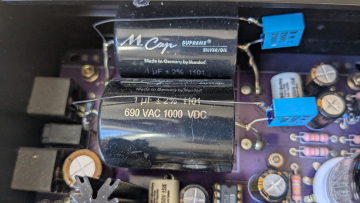 M Cap SUPREME
SILVER/OIL
Made in Germany by Mundorf
1 µF ± 2% 1101
Made in Germany by Mundorf
1 µF ± 2% 1101
690 VAC 1000 VDC